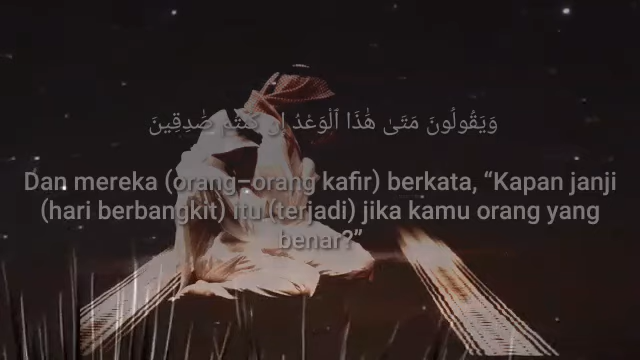 وَيَقُولُونَ مَتَىٰ هَٰذَا ٱلْوَعْدُ إِن كُنتُمْ صَٰدِقِينَ
Dan mereka (orang–orang kafir) berkata, “Kapan janji
(hari berbangkit) itu (terjadi) jika kamu orang yang
benar?”